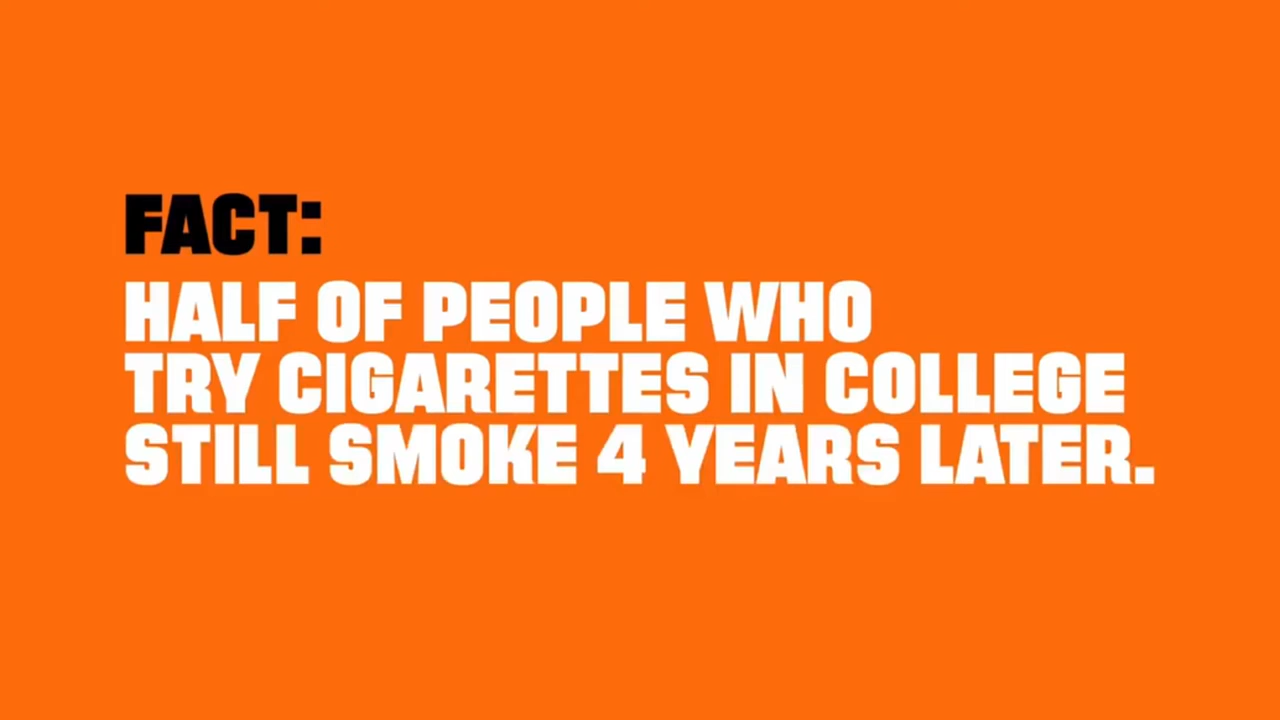 FACT:
HALF OF PEOPLE WHO
TRY CIGARETTES IN COLLEGE
STILL SMOKE 4 YEARS LATER.